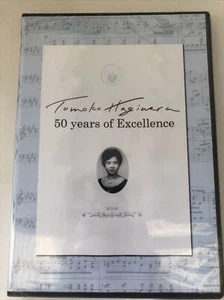 Tomoko Hagiwara
50 years of Excellence